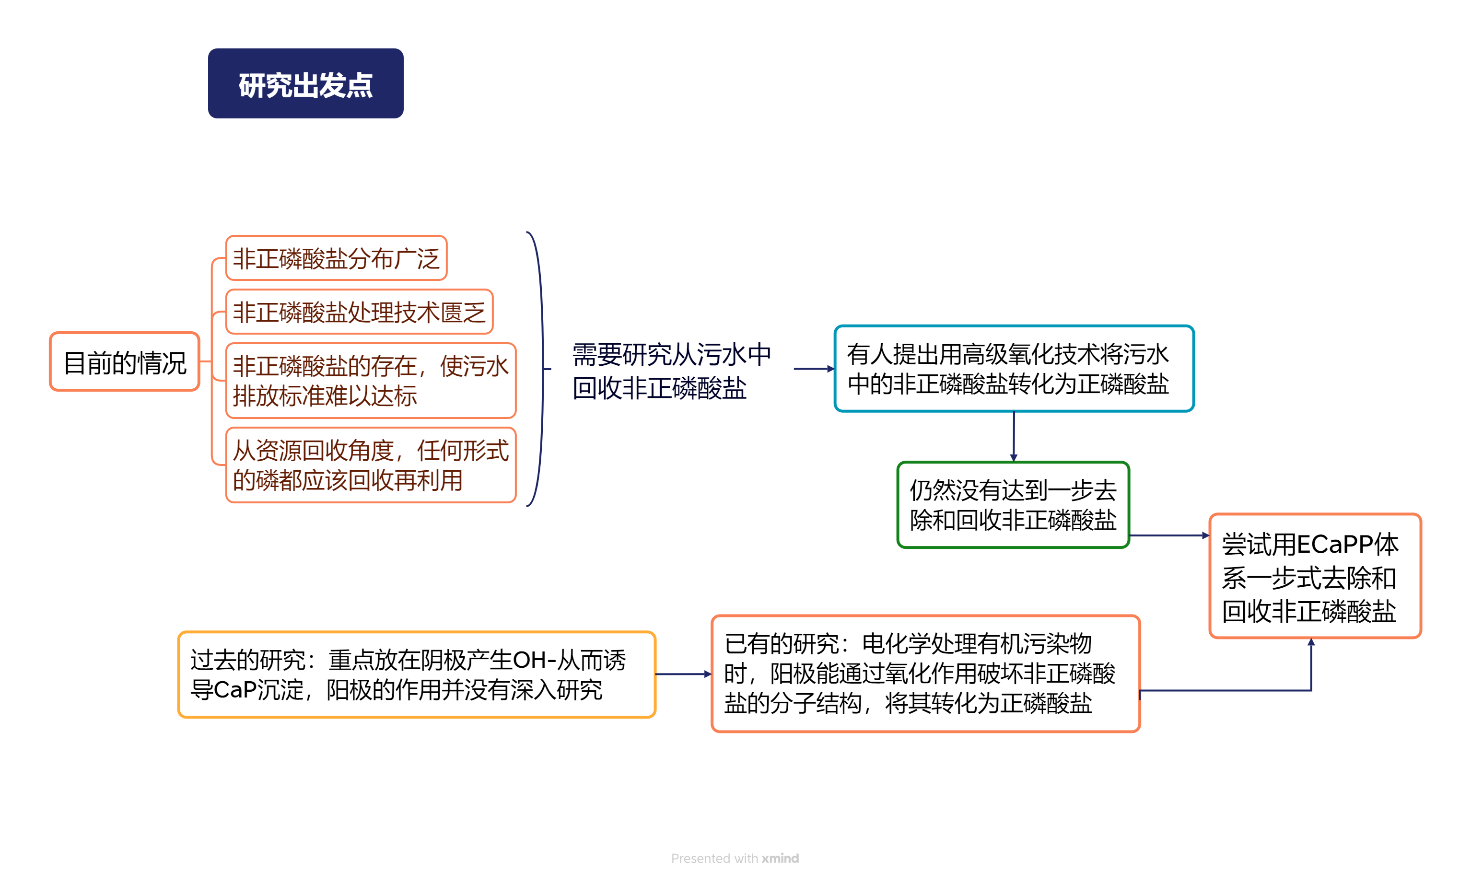 研究出发点
目前的情况
非正磷酸盐分布广泛
非正磷酸盐处理技术匮乏
非正磷酸盐的存在，使污水
排放标准难以达标
从资源回收角度，任何形式
的磷都应该回收再利用
需要研究从污水中
回收非正磷酸盐
有人提出用高级氧化技术将污水
中的非正磷酸盐转化为正磷酸盐
仍然没有达到一步去
除和回收非正磷酸盐
尝试用ECaPP体
系一步式去除和
回收非正磷酸盐
过去的研究：重点放在阴极产生OH-从而诱
导CaP沉淀，阳极的作用并没有深入研究
已有的研究：电化学处理有机污染物
时，阳极能通过氧化作用破坏非正磷酸
盐的分子结构，将其转化为正磷酸盐
Presented with xmind